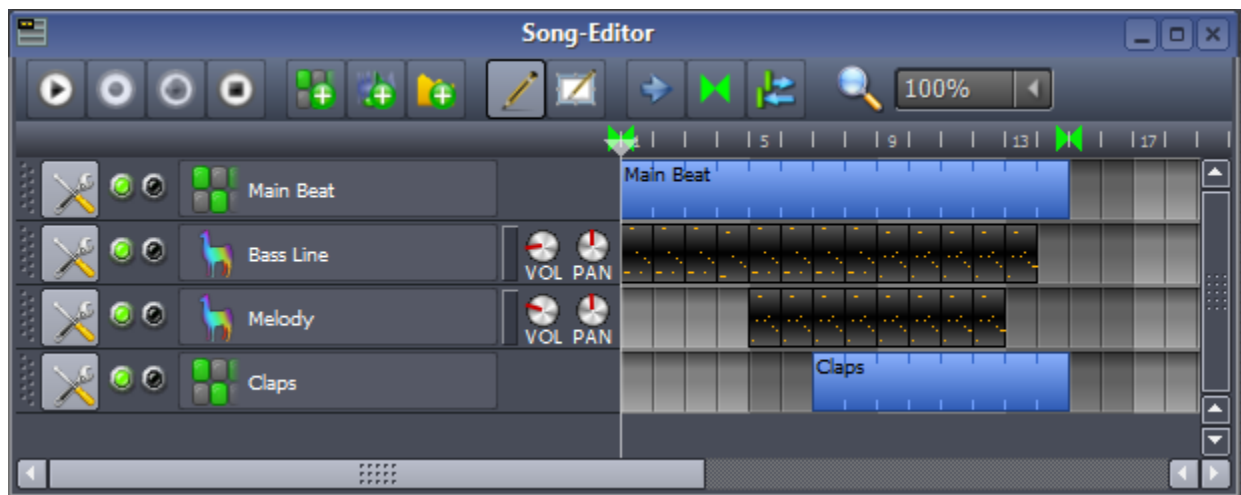 Song-Editor
100%
5 9 13 17
Main Beat Main Beat
Bass Line VOL PAN
Melody VOL PAN
Claps Claps